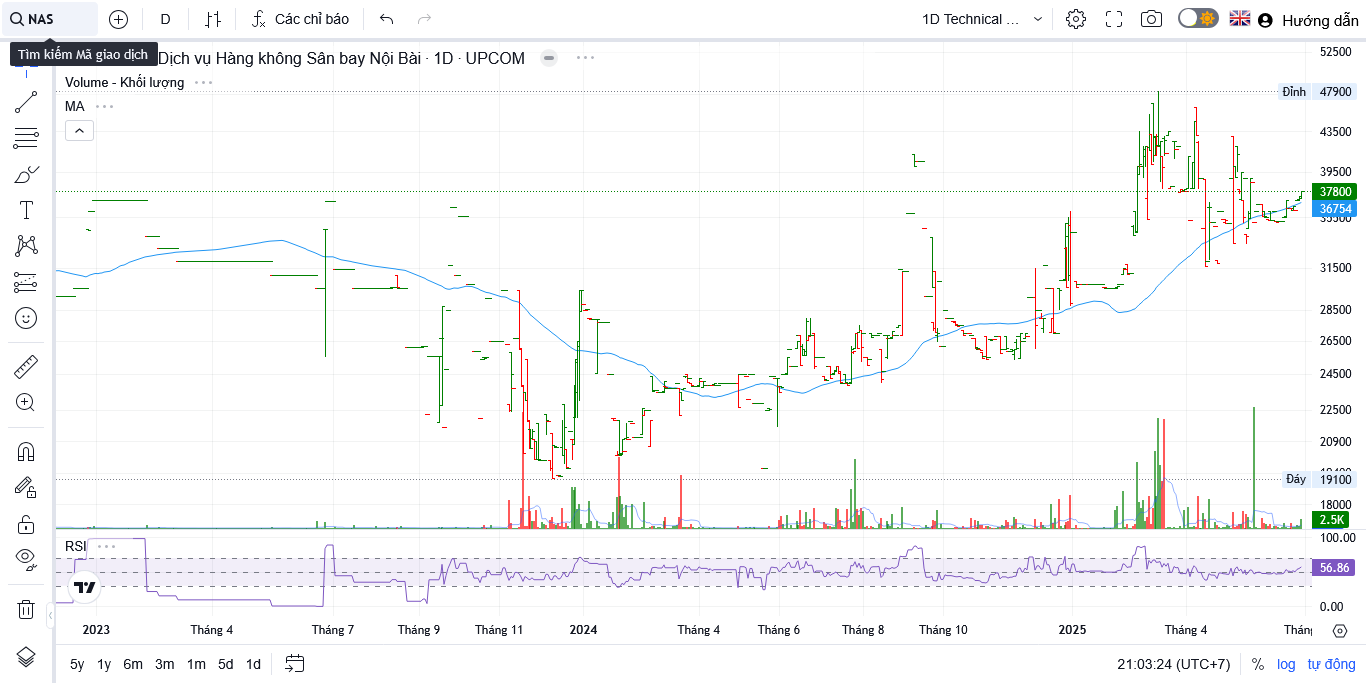 NAS
D
Các chỉ báo
1D Technical ...
Hướng dẫn
Tìm kiếm Mã giao dịch
Dịch vụ Hàng không Sân bay Nội Bài · 1D · UPCOM
Volume - Khối lượng
MA
52500
Đỉnh 47900
43500
39500
37800
36754
35500
31500
28500
26500
24500
22500
20900
19400
Đáy 19100
18000
2.5K
RSI
100.00
56.86
0.00
2023 Tháng 4 Tháng 7 Tháng 9 Tháng 11 2024 Tháng 4 Tháng 6 Tháng 8 Tháng 10 2025 Tháng 4 Tháng
5y 1y 6m 3m 1m 5d 1d
21:03:24 (UTC+7) % log tự động